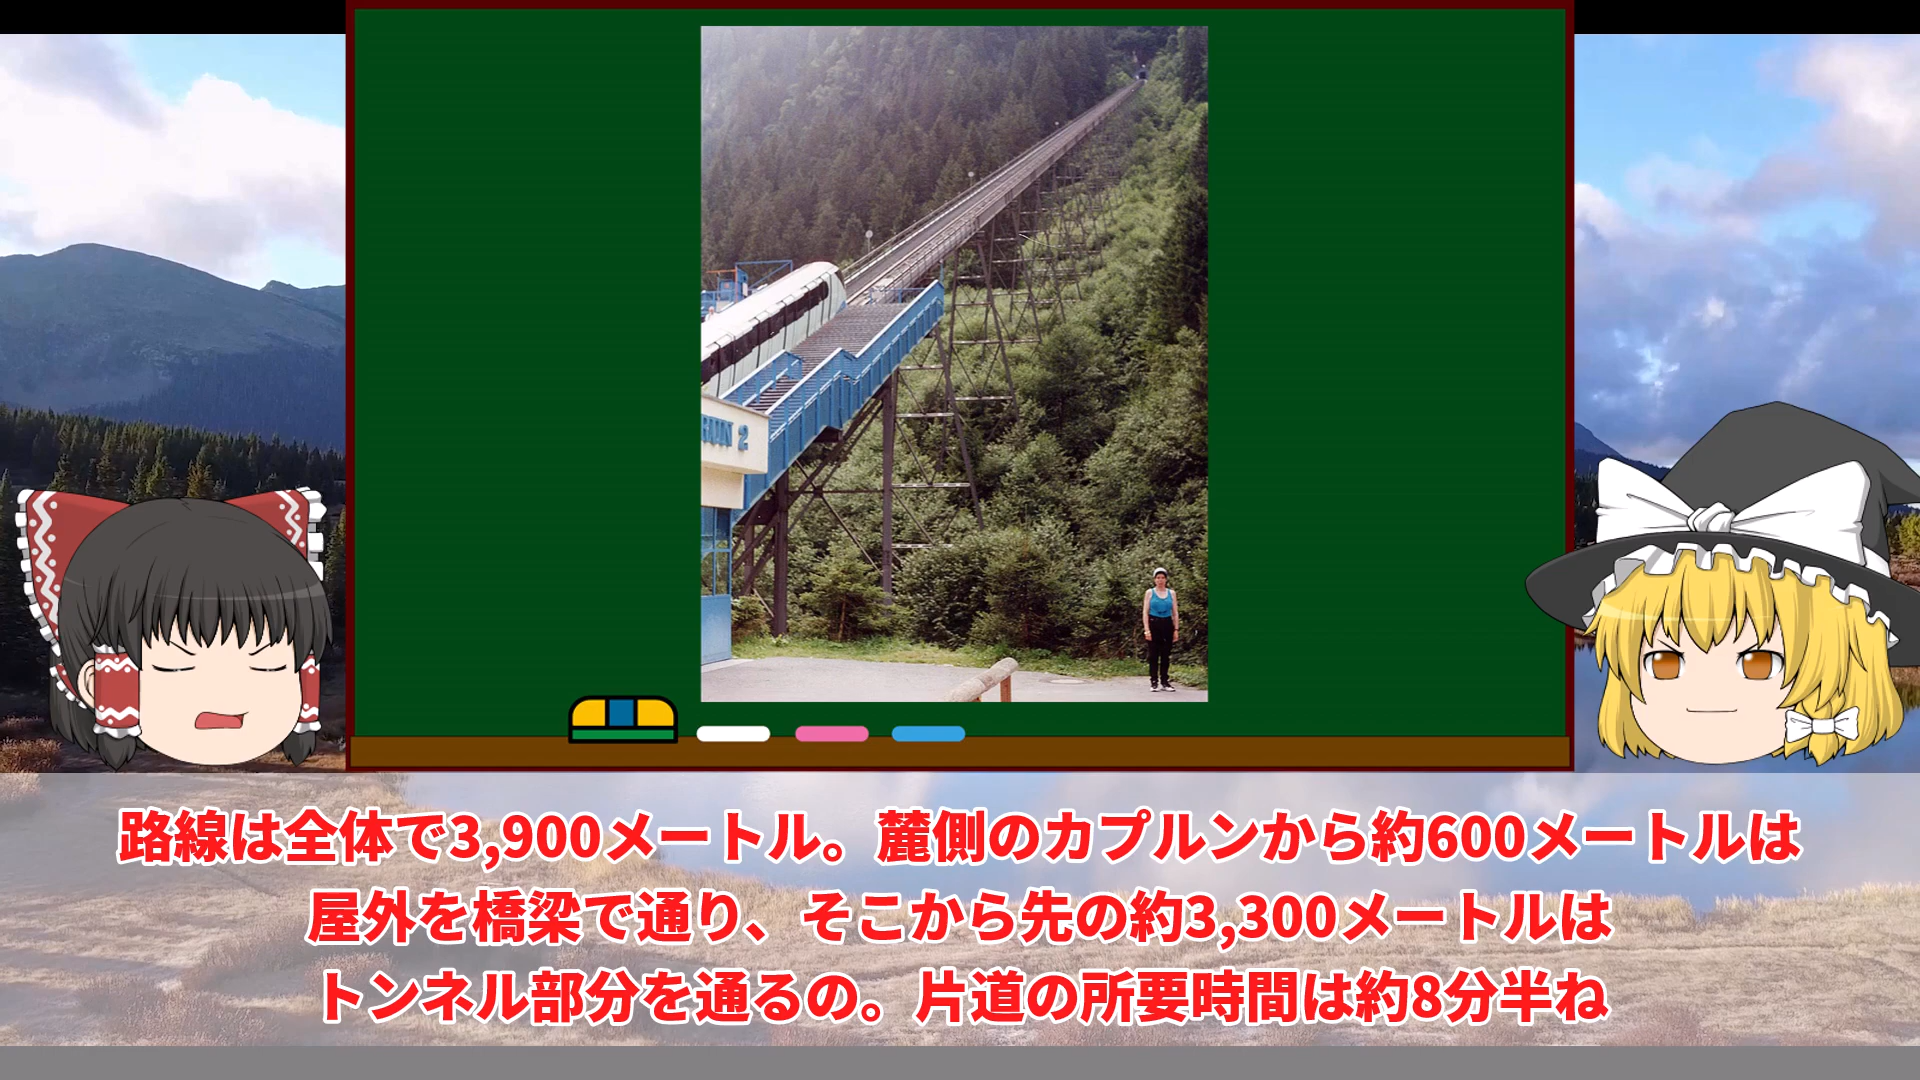 RUN 2
路線は全体で3,900メートル。麓側のカプルンから約600メートルは
屋外を橋梁で通り、そこから先の約3,300メートルは
トンネル部分を通るの。片道の所要時間は約8分半ね